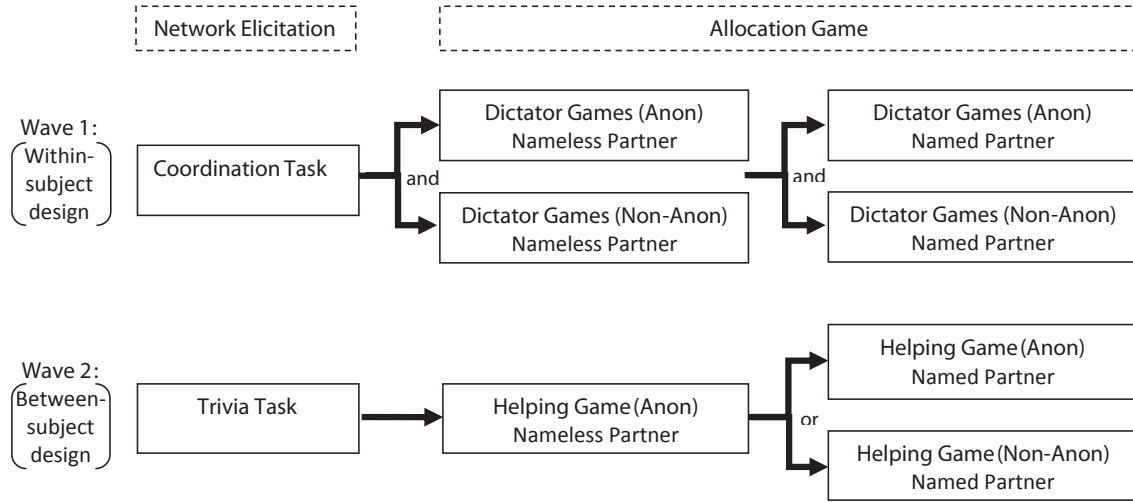 Network Elicitation
Allocation Game
Wave 1:
Within-
subject
design
Coordination Task
and
Dictator Games (Anon)
Nameless Partner
Dictator Games (Non-Anon)
Nameless Partner
and
Dictator Games (Anon)
Named Partner
Dictator Games (Non-Anon)
Named Partner
Wave 2:
Between-
subject
design
Trivia Task
Helping Game (Anon)
Nameless Partner
or
Helping Game (Anon)
Named Partner
Helping Game (Non-Anon)
Named Partner